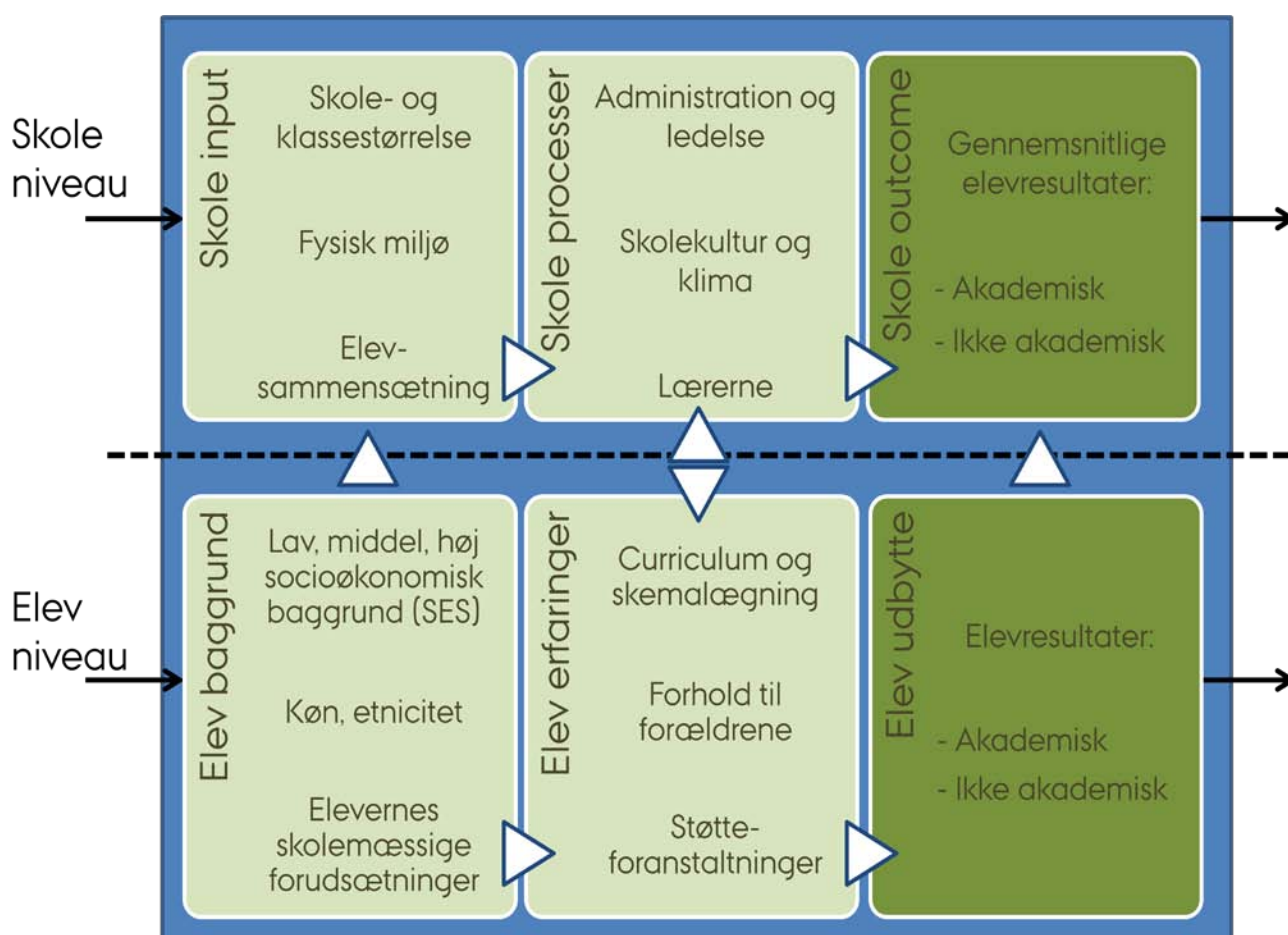 Skole
niveau
Skole input
Skole- og
klassestørrelse
Fysisk miljø
Elev-
sammensætning
Skole processer
Administration og
ledelse
Skolekultur og
klima
Lærerne
Skole outcome
Gennemsnitlige
elevresultater:
- Akademisk
- Ikke akademisk
Elev
niveau
Elev baggrund
Lav, middel, høj
socioøkonomisk
baggrund (SES)
Køn, etnicitet
Elevernes
skolemæssige
forudsætninger
Elev erfaringer
Curriculum og
skemalægning
Forhold til
forældrene
Støtte-
foranstaltninger
Elev udbytte
Elevresultater:
- Akademisk
- Ikke akademisk